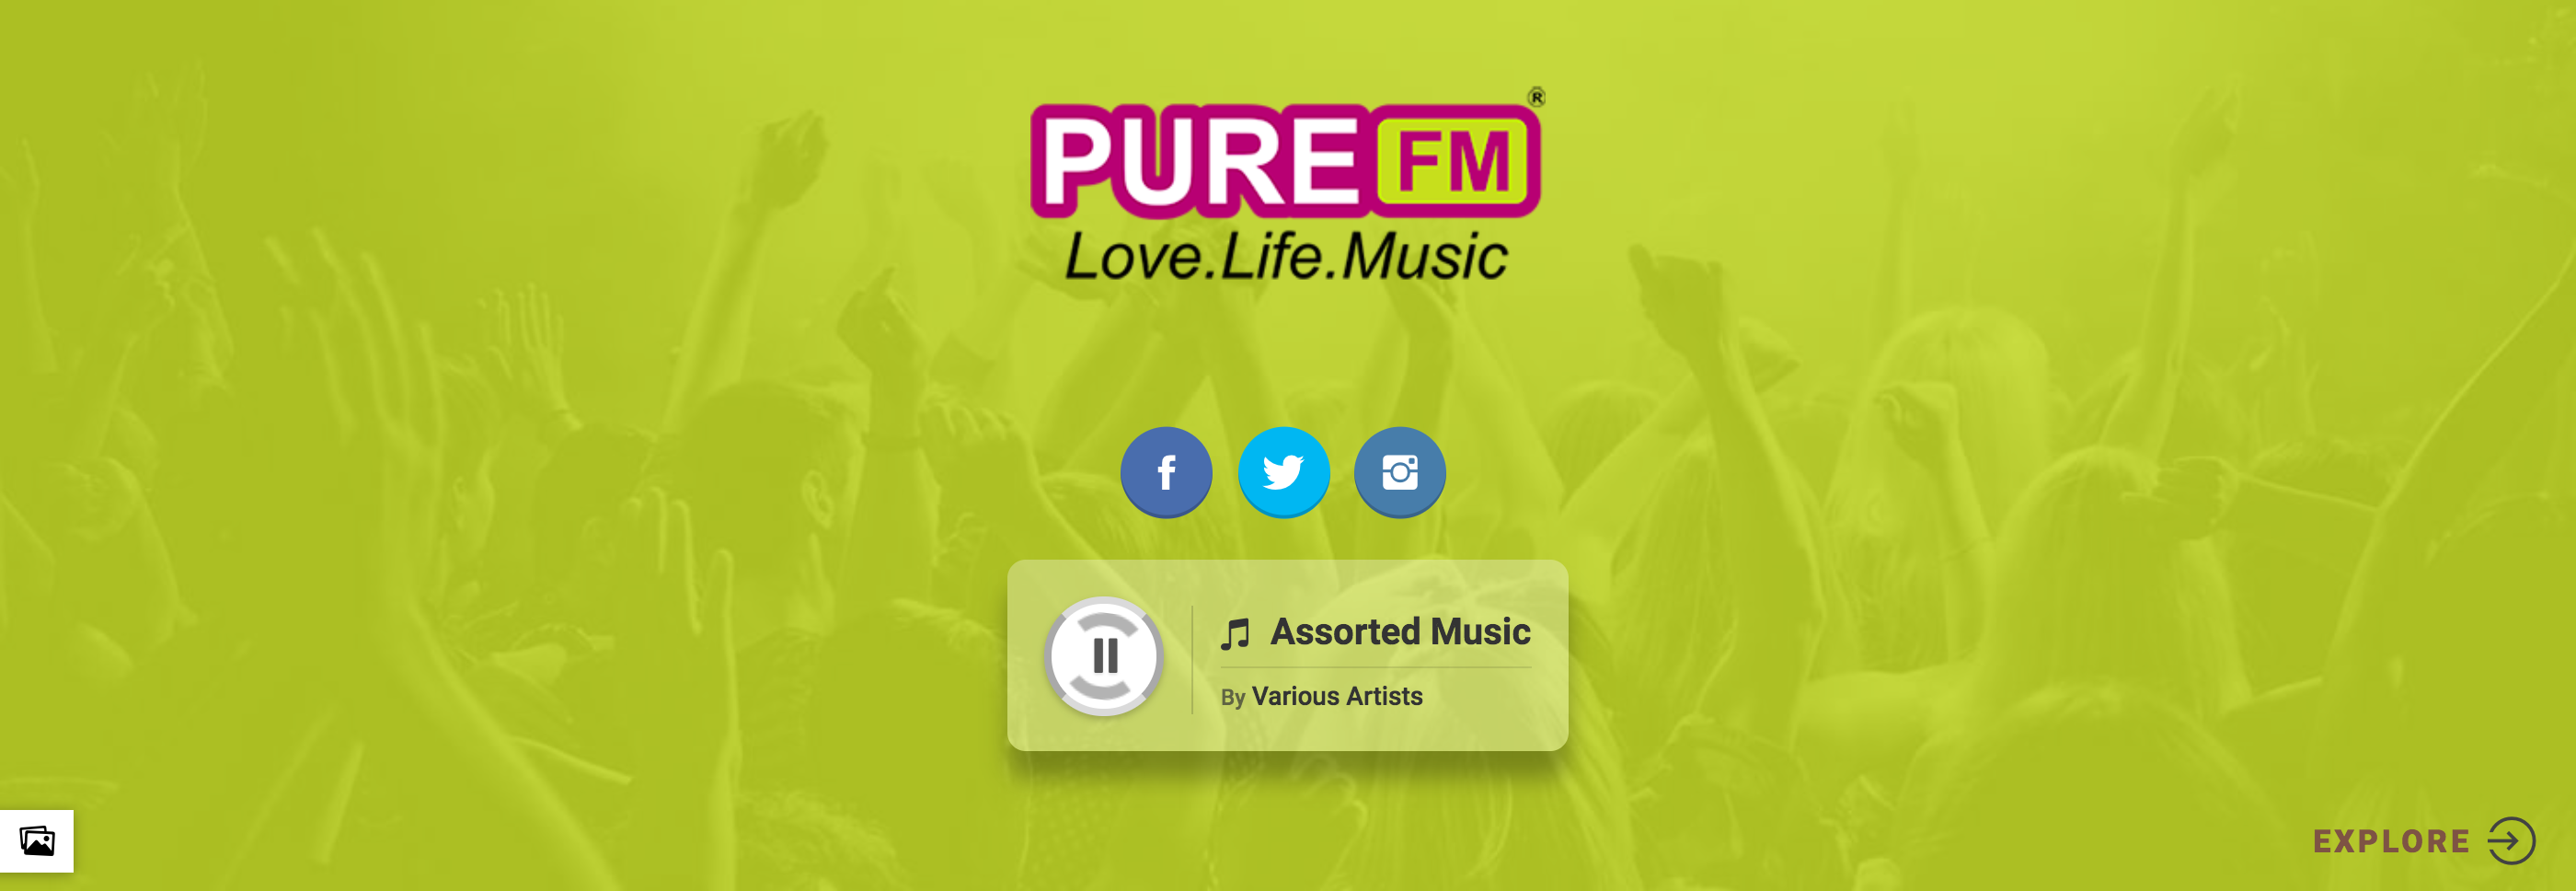 PURE FM ®
Love.Life.Music
f
Assorted Music
By Various Artists
EXPLORE